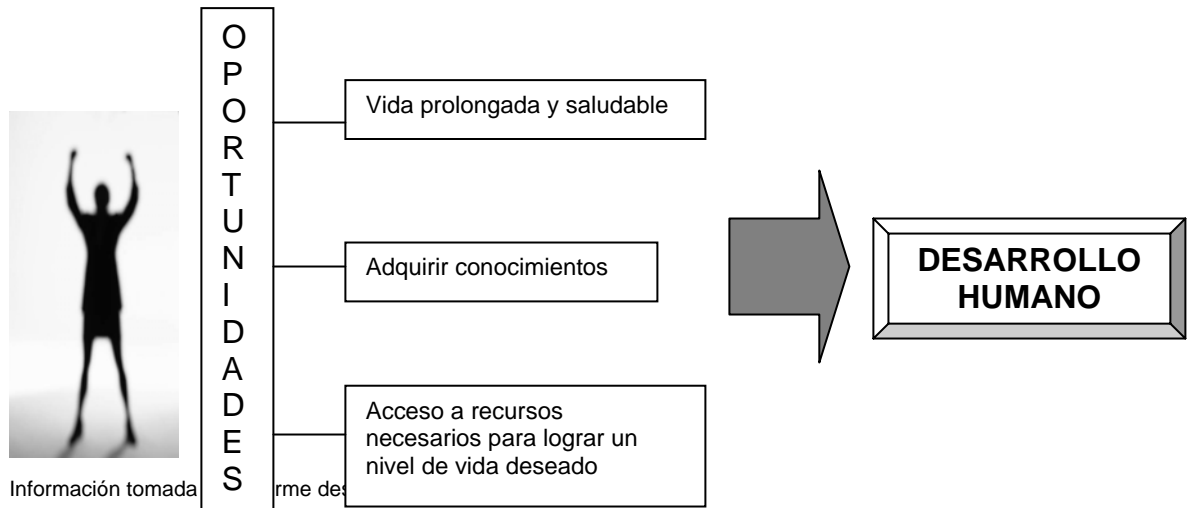 OPORTUNIDADES
Vida prolongada y saludable
Adquirir conocimientos
Acceso a recursos
necesarios para lograr un
nivel de vida deseado
DESARROLLO
HUMANO
Información tomada